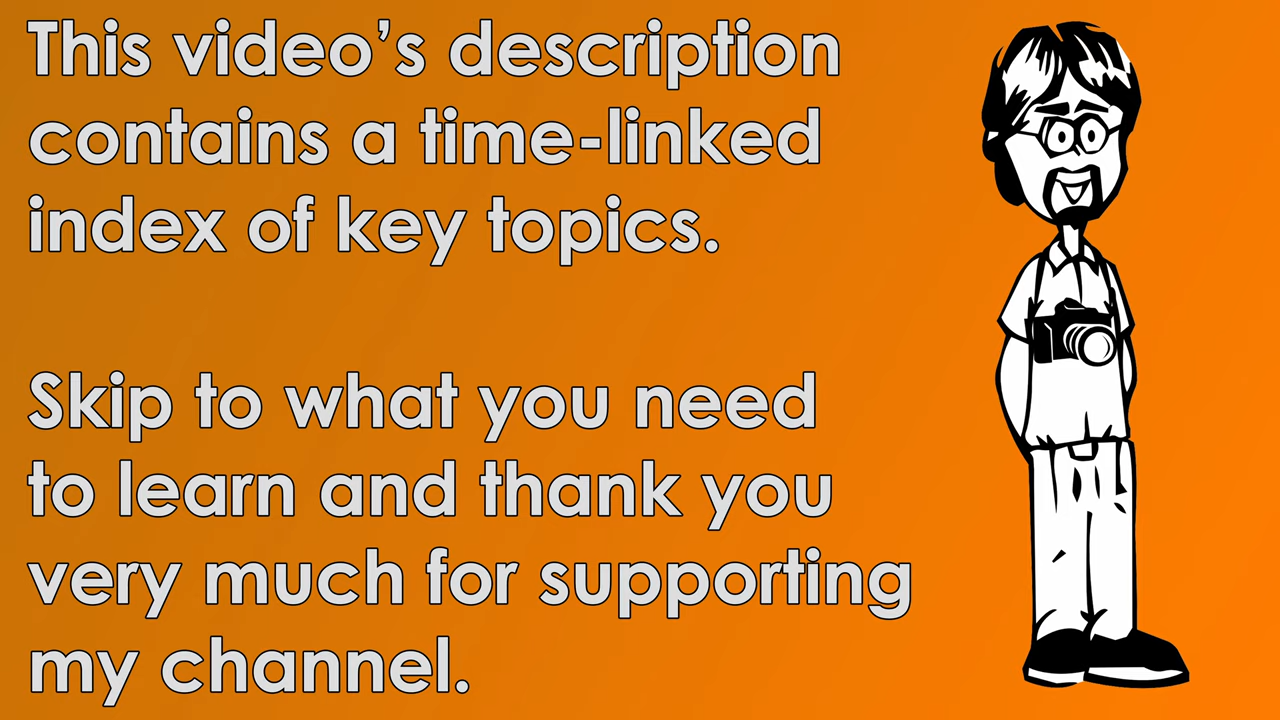 This video’s description
contains a time-linked
index of key topics.
Skip to what you need
to learn and thank you
very much for supporting
my channel.